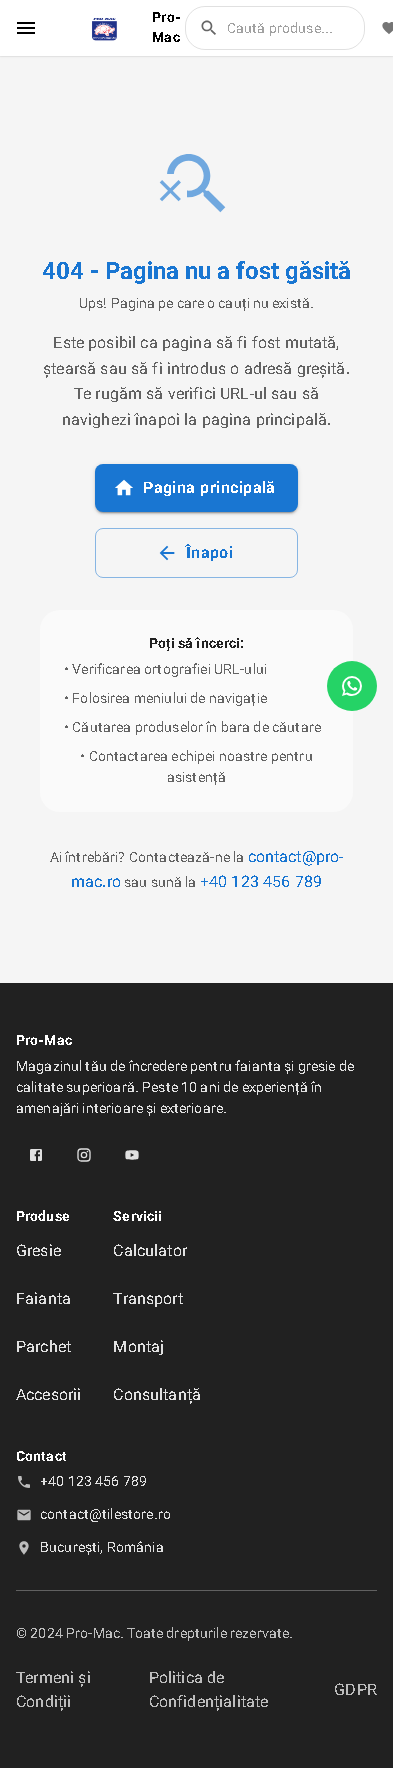 Pro-
Mac
Caută produse...
404 - Pagina nu a fost găsită
Ups! Pagina pe care o cauți nu există.
Este posibil ca pagina să fi fost mutată,
ștearsă sau să fi introdus o adresă greșită.
Te rugăm să verifici URL-ul sau să
navighezi înapoi la pagina principală.
Pagina principală
Înapoi
Poți să încerci:
• Verificarea ortografiei URL-ului
• Folosirea meniului de navigație
• Căutarea produselor în bara de căutare
• Contactarea echipei noastre pentru
asistență
Ai întrebări? Contactează-ne la contact@pro-
mac.ro sau sună la +40 123 456 789
Pro-Mac
Magazinul tău de încredere pentru faianta și gresie de
calitate superioară. Peste 10 ani de experiență în
amenajări interioare și exterioare.
Produse
Gresie
Faianta
Parchet
Accesorii
Servicii
Calculator
Transport
Montaj
Consultanță
Contact
+40 123 456 789
contact@tilestore.ro
București, România
© 2024 Pro-Mac. Toate drepturile rezervate.
Termeni și
Condiții
Politica de
Confidențialitate
GDPR